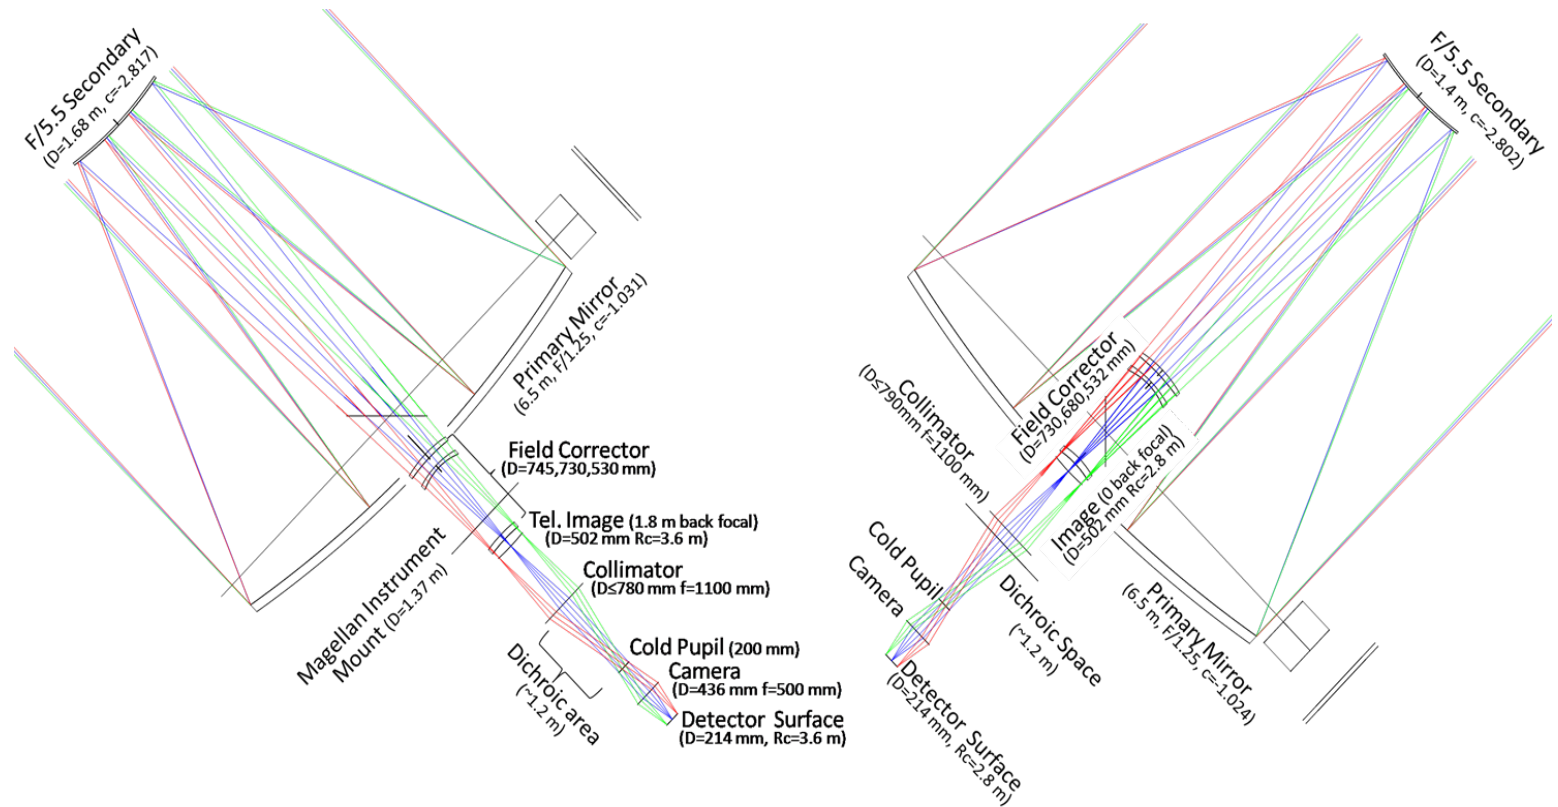 F/5.5 Secondary
(D=1.68 m, c=-2.817)
Primary Mirror
(6.5 m, F/1.25, c=-1.031)
Field Corrector
(D=745,730,530 mm)
Tel. Image (1.8 m back focal)
(D=502 mm Rc=3.6 m)
Magellan Instrument
Mount (D=1.37 m)
Collimator
(D≤780 mm f=1100 mm)
Dichroic area
(~1.2 m)
Cold Pupil (200 mm)
Camera
(D=436 mm f=500 mm)
Detector Surface
(D=214 mm, Rc=3.6 m)
F/5.5 Secondary
(D=1.4 m, c=-2.802)
Field Corrector
(D=730,680,532 mm)
Collimator
(D≤790mm f=1100 mm)
Image (0 back focal)
(D=502 mm Rc=2.8 m)
Cold Pupil
Camera
Dichroic Space
(~1.2 m)
Primary Mirror
(6.5 m, F/1.25, c=-1.024)
Detector Surface
(D=214 mm, Rc=2.8 m)